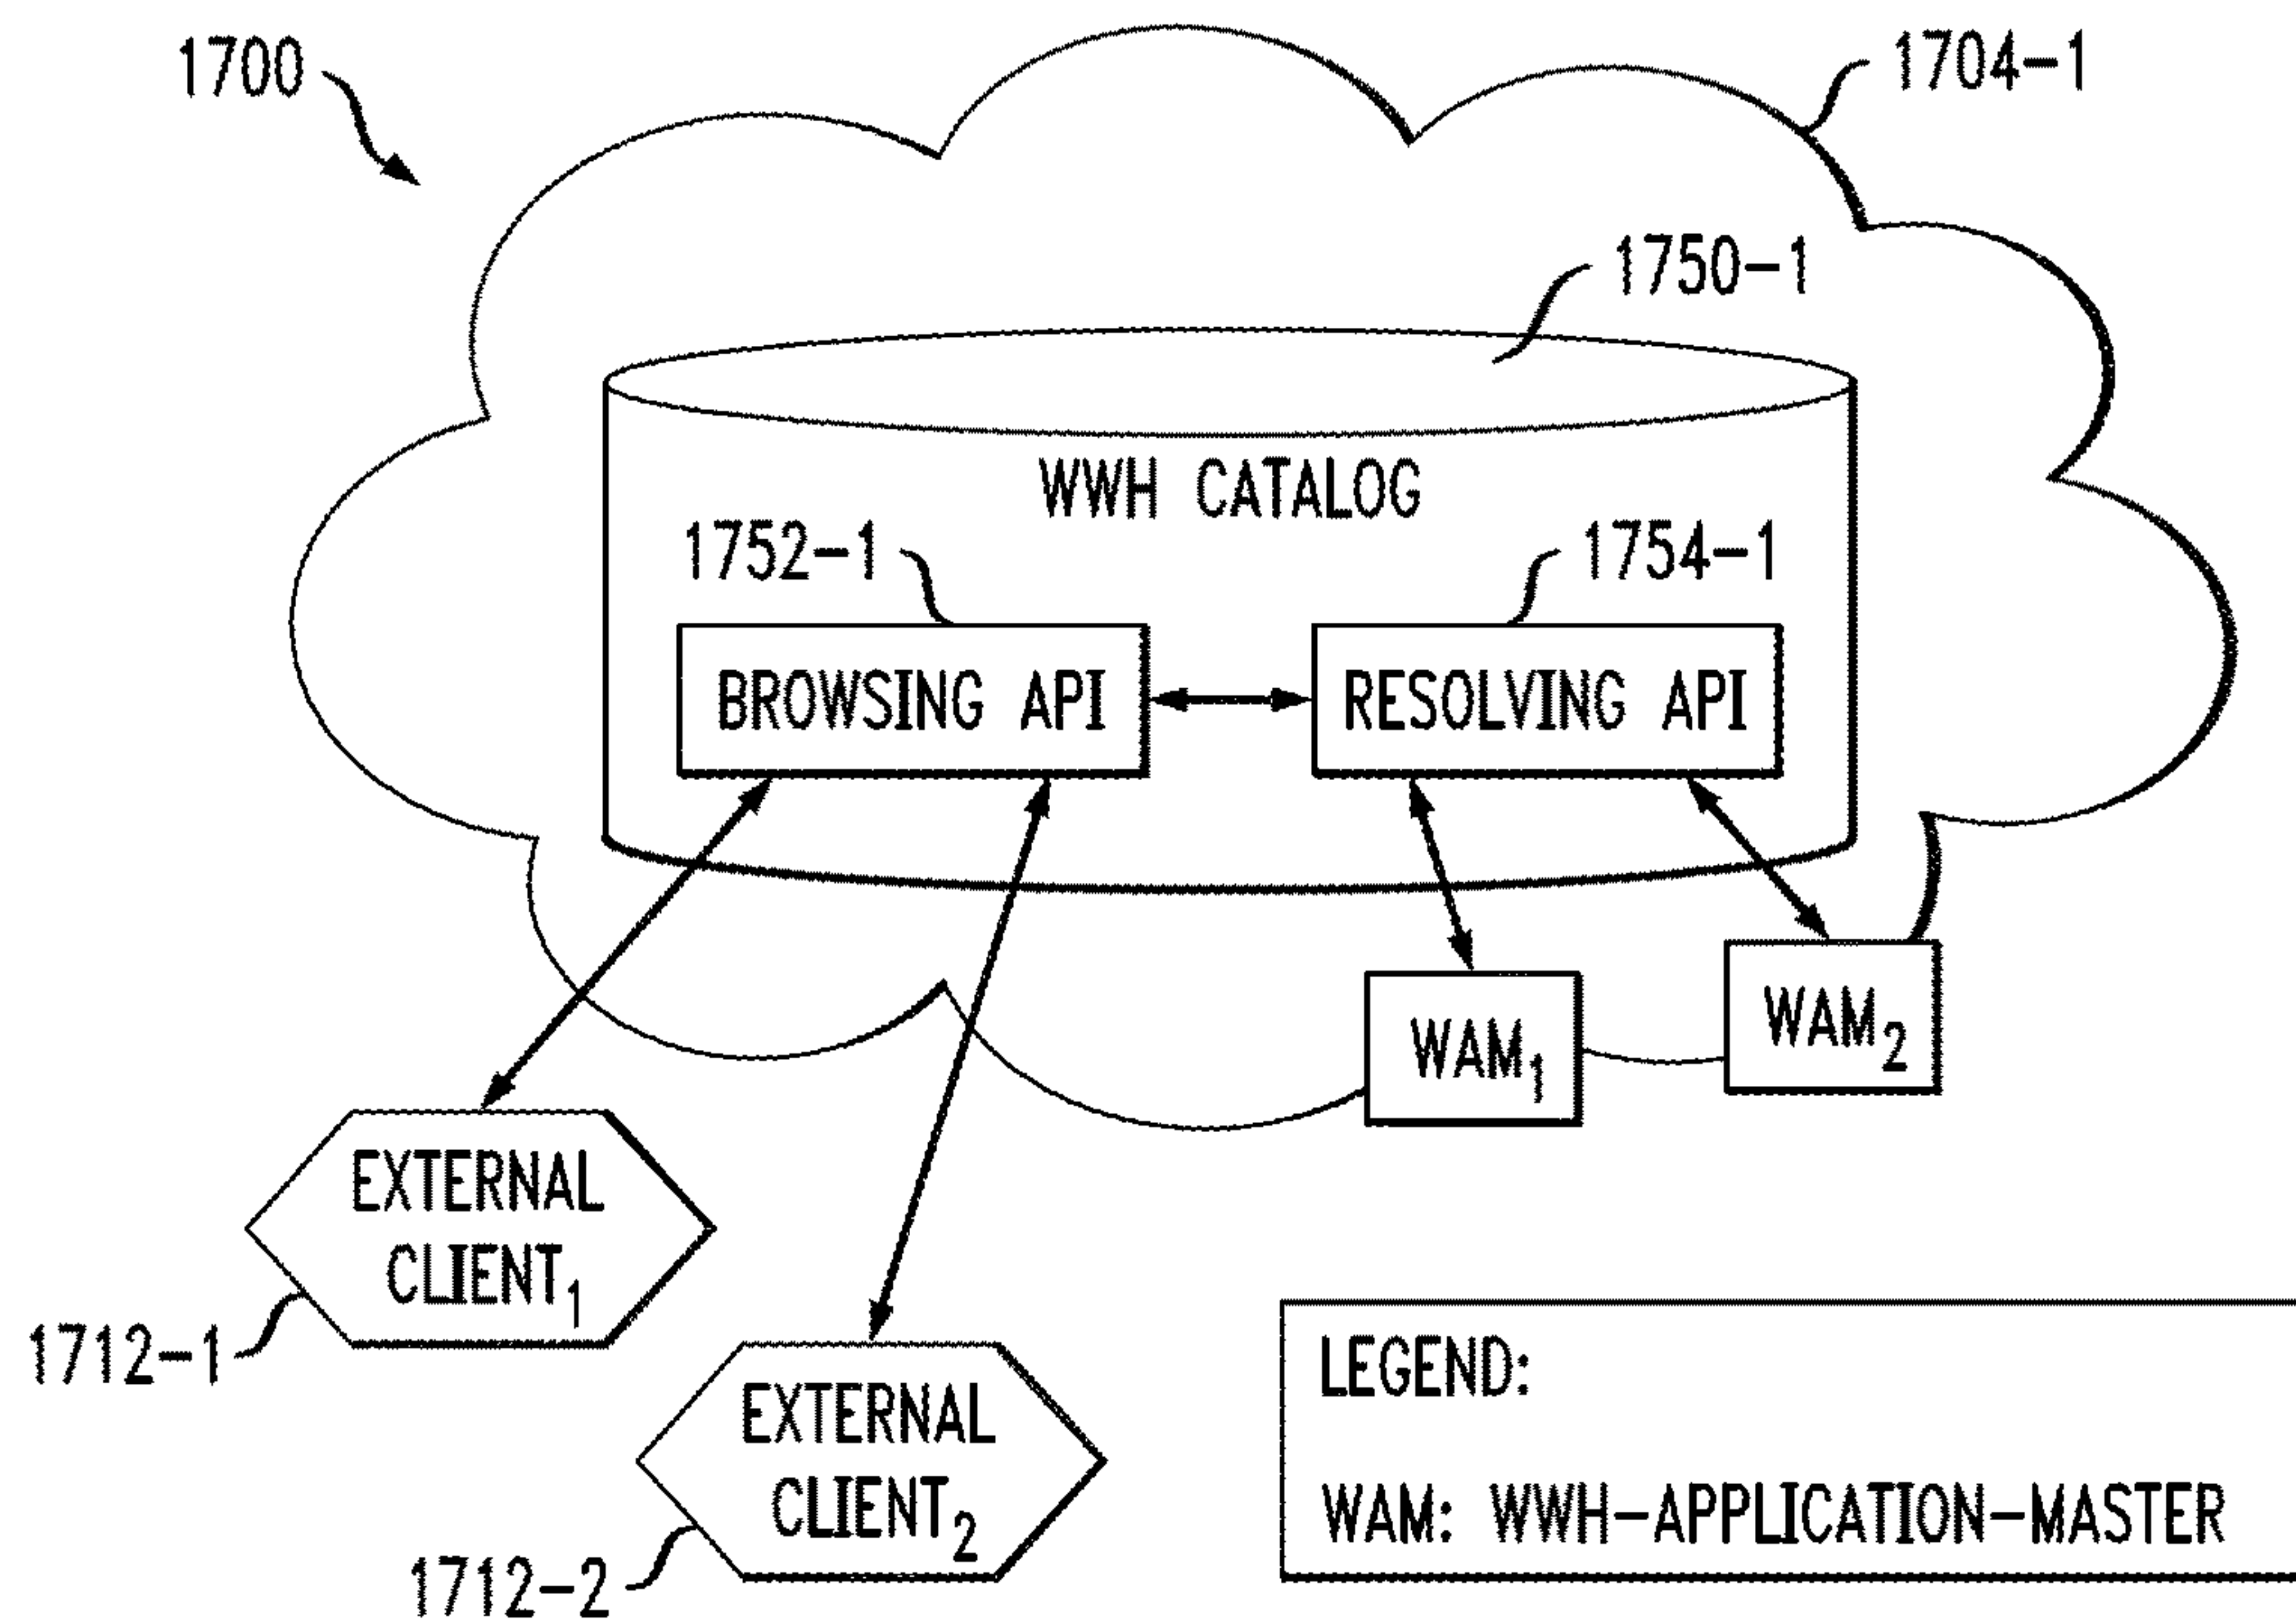 1700
1704-1
1750-1
WWH CATALOG
1752-1
1754-1
BROWSING API
RESOLVING API
WAM1
WAM2
EXTERNAL
CLIENT1
1712-1
EXTERNAL
CLIENT2
1712-2
LEGEND:
WAM: WWH-APPLICATION-MASTER